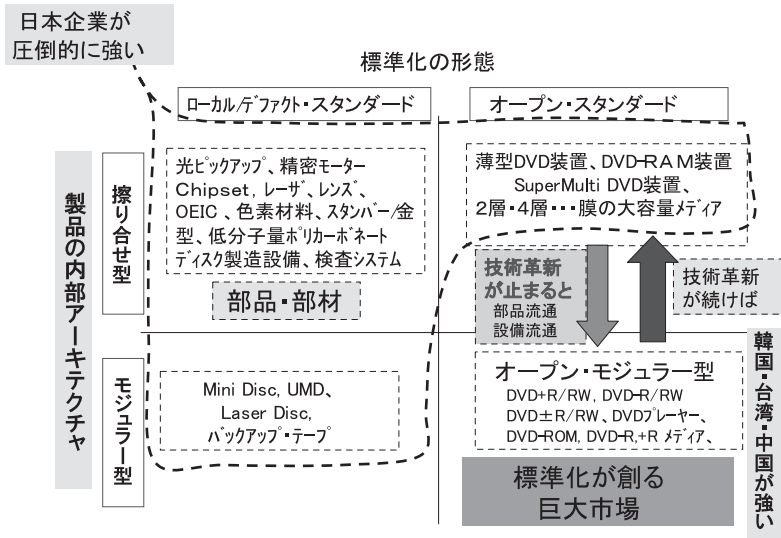 日本企業が
圧倒的に強い
標準化の形態
ローカル/デファクト・スタンダード
オープン・スタンダード
製品の内部アーキテクチャ
擦り合せ型
光ピックアップ、精密モーター
Chipset, レーザ、レンズ、
OEIC、色素材料、スタンパー/金
型、低分子量ポリカーボネート
ディスク製造設備、検査システム
部品・部材
薄型DVD装置、DVD-RAM装置
SuperMulti DVD装置、
2層・4層・・・膜の大容量メディア
技術革新
が止まると
部品流通
設備流通
技術革新
が続けば
モジュラー型
Mini Disc, UMD、
Laser Disc,
バックアップ・テープ
オープン・モジュラー型
DVD+R/RW, DVD-R/RW
DVD±R/RW、DVDプレーヤー、
DVD-ROM, DVD-R,+R メディア、
標準化が創る
巨大市場
韓国・台湾・中国が強い